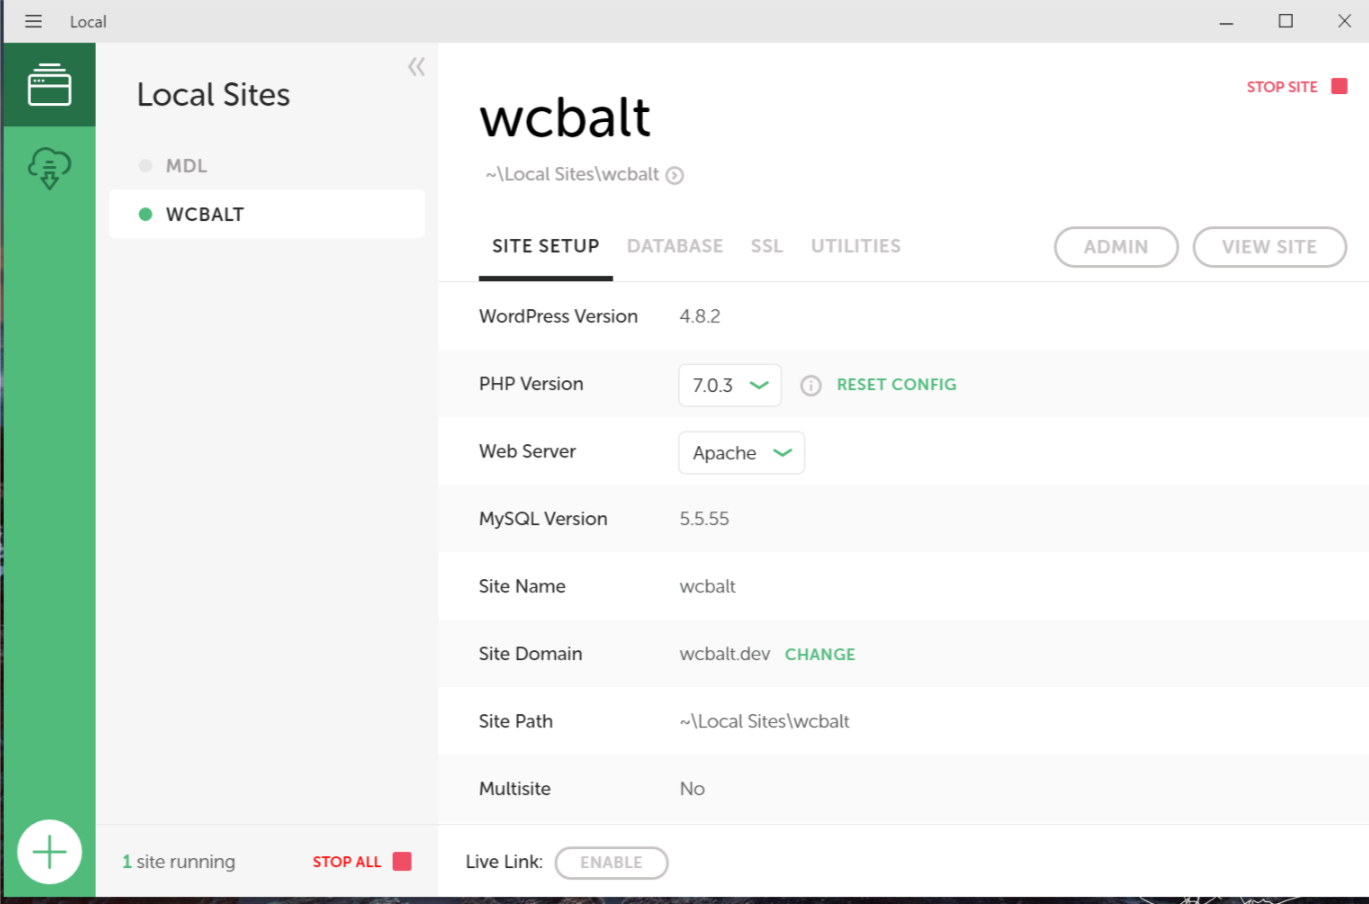 Local
Local Sites
MDL
WCBALT
1 site running
STOP ALL
STOP SITE
wcbalt
~\Local Sites\wcbalt
SITE SETUP DATABASE SSL UTILITIES ADMIN VIEW SITE
WordPress Version 4.8.2
PHP Version 7.0.3 RESET CONFIG
Web Server Apache
MySQL Version 5.5.55
Site Name wcbalt
Site Domain wcbalt.dev CHANGE
Site Path ~\Local Sites\wcbalt
Multisite No
Live Link: ENABLE